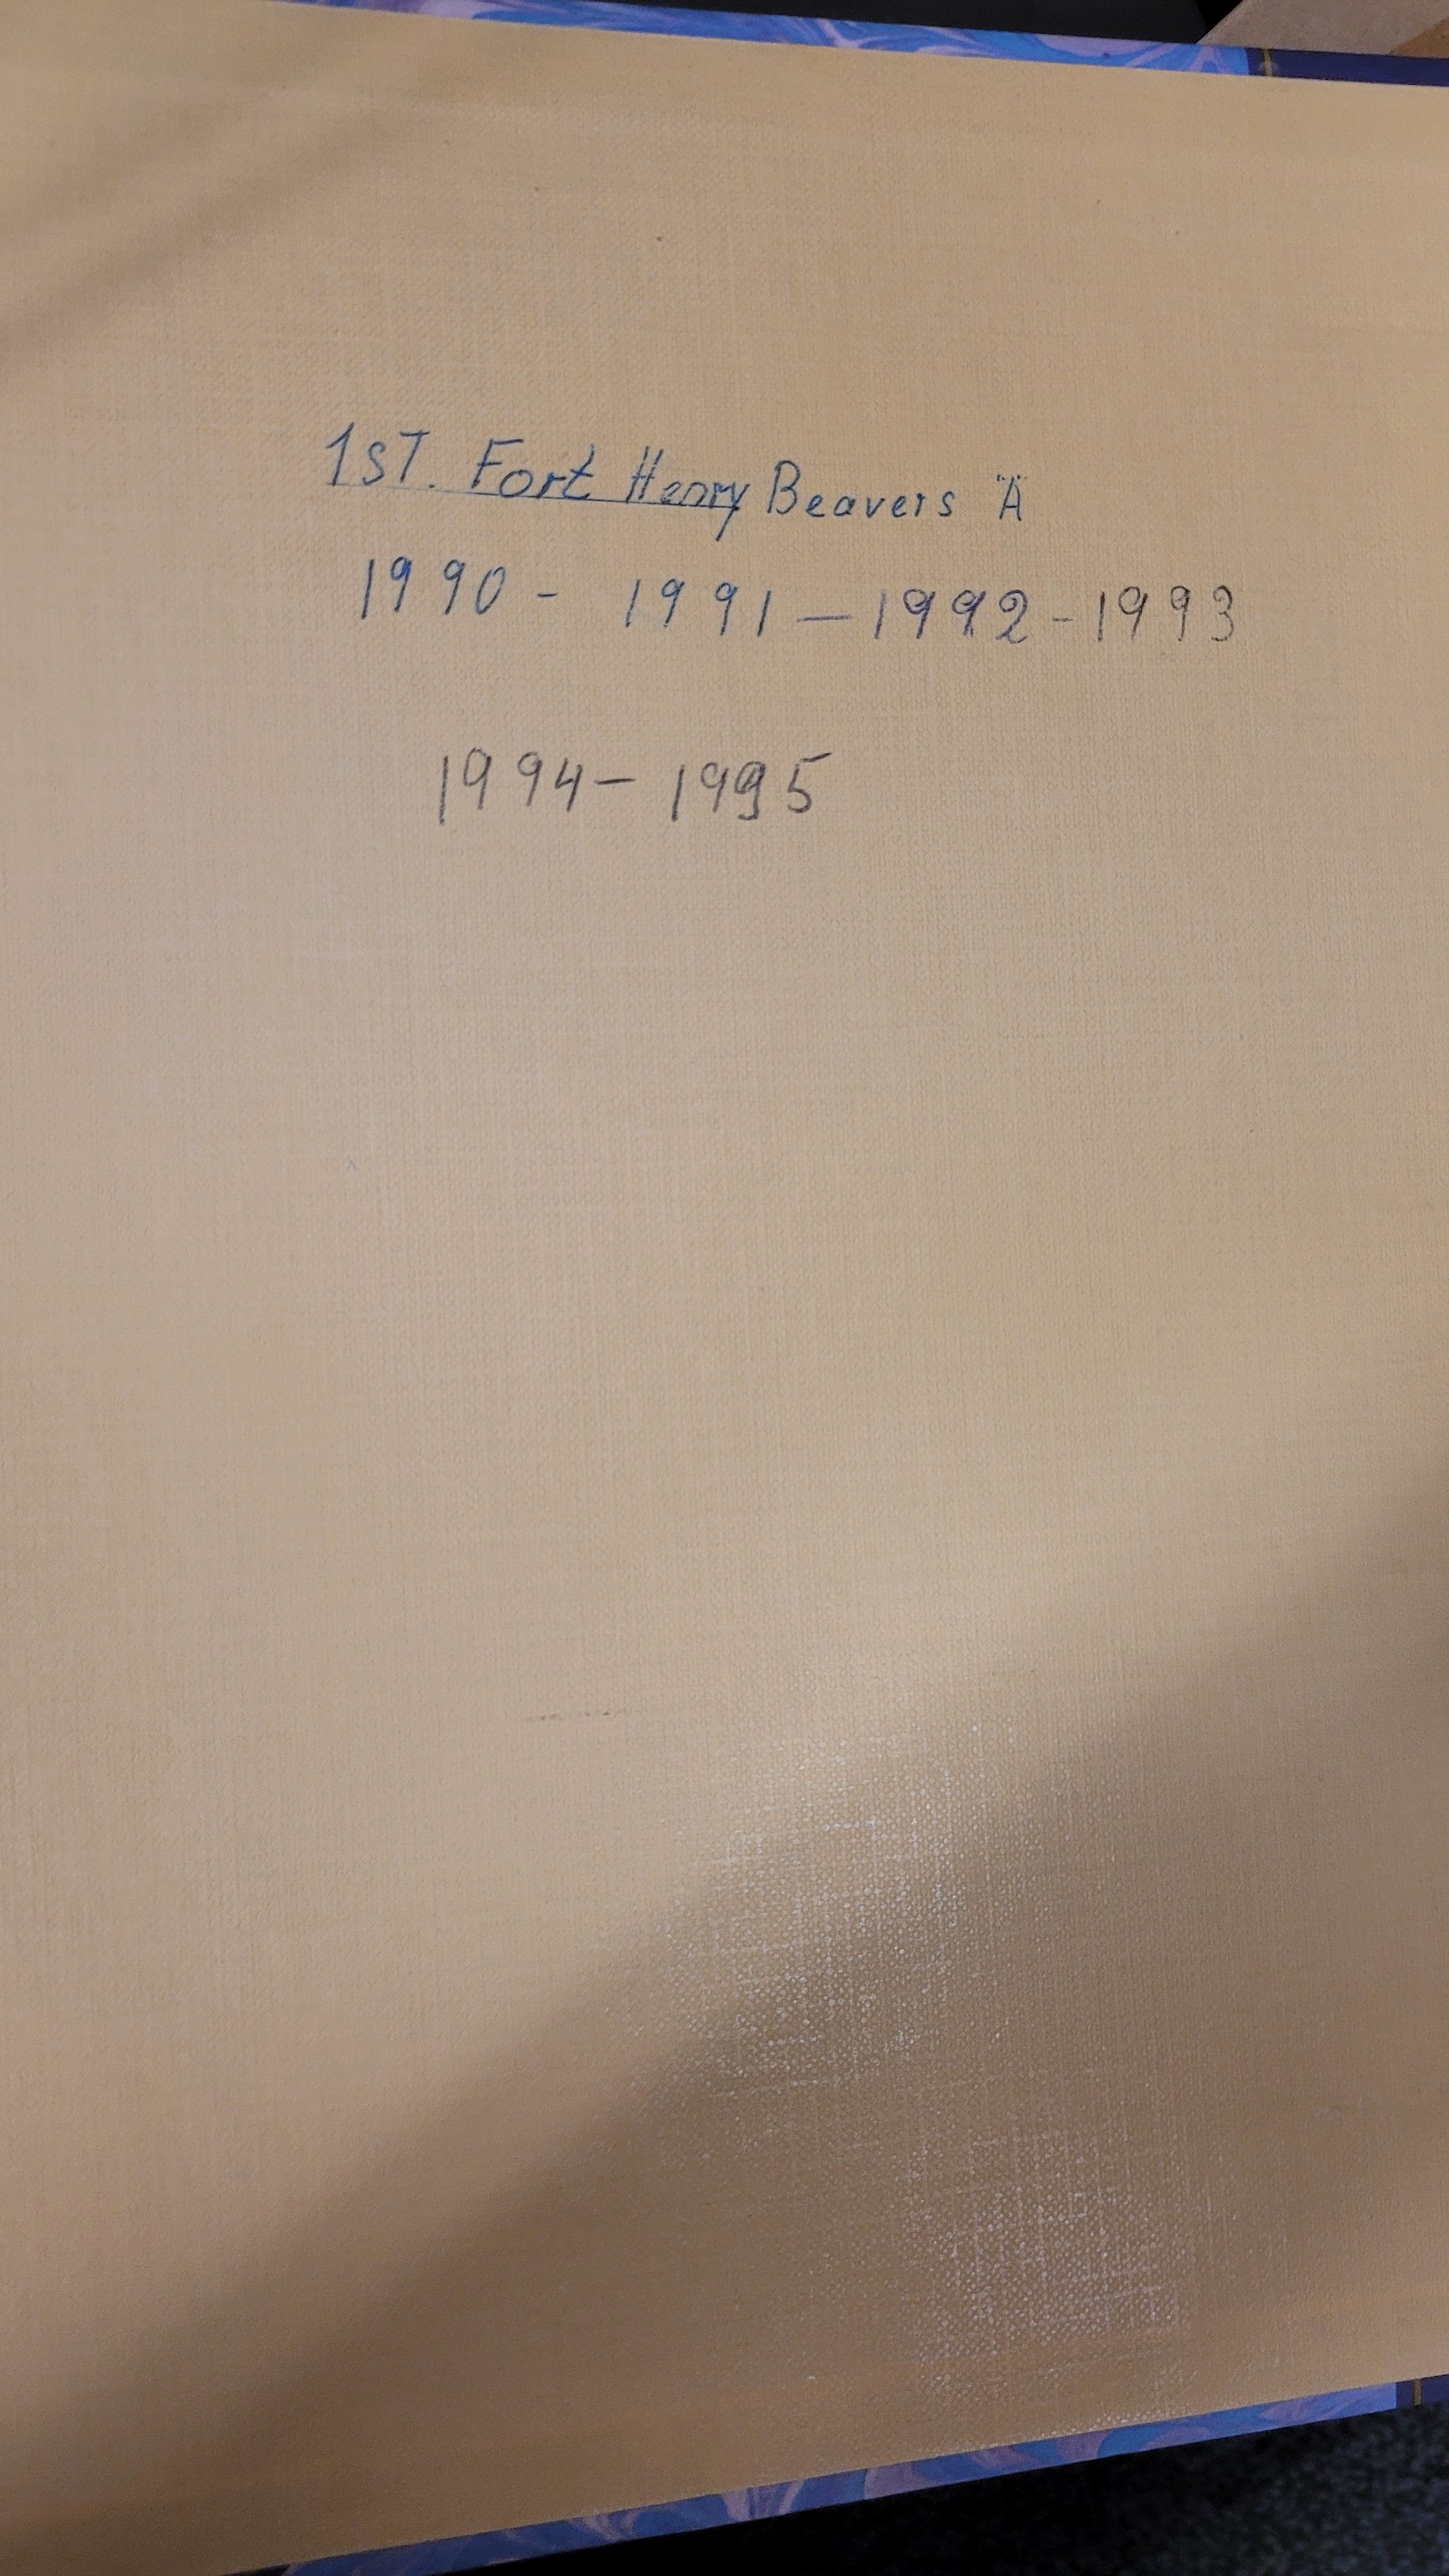 1ST. Fort Henry Beavers "A"
1990 - 1991 — 1992 - 1993
1994 - 1995